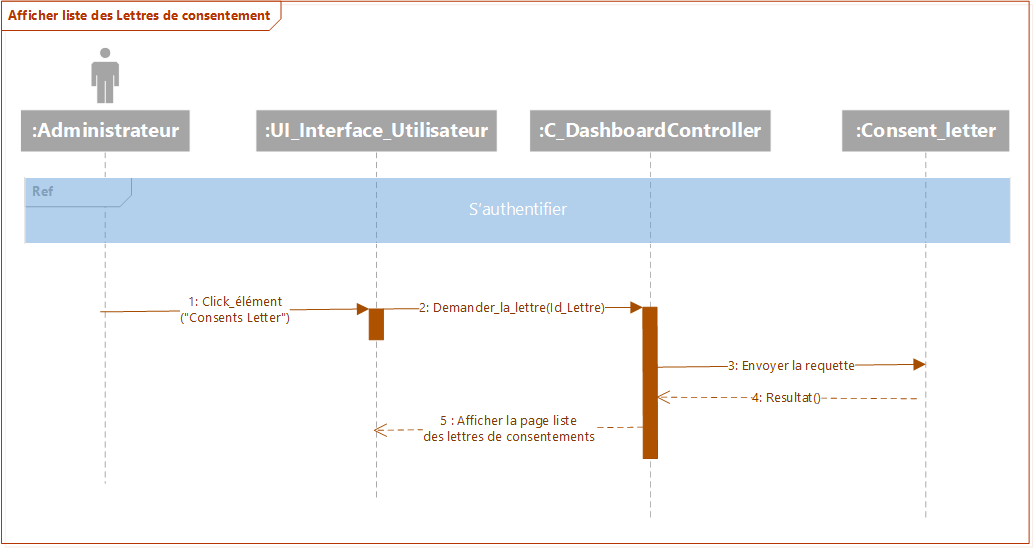 Afficher liste des Lettres de consentement
:Administrateur
:UI_Interface_Utilisateur
:C_DashboardController
:Consent_letter
Ref
S'authentifier
1: Click_élément
("Consents Letter")
2: Demander_la_lettre(Id_Lettre)
3: Envoyer la requette
4: Resultat()
5 : Afficher la page liste
des lettres de consentements